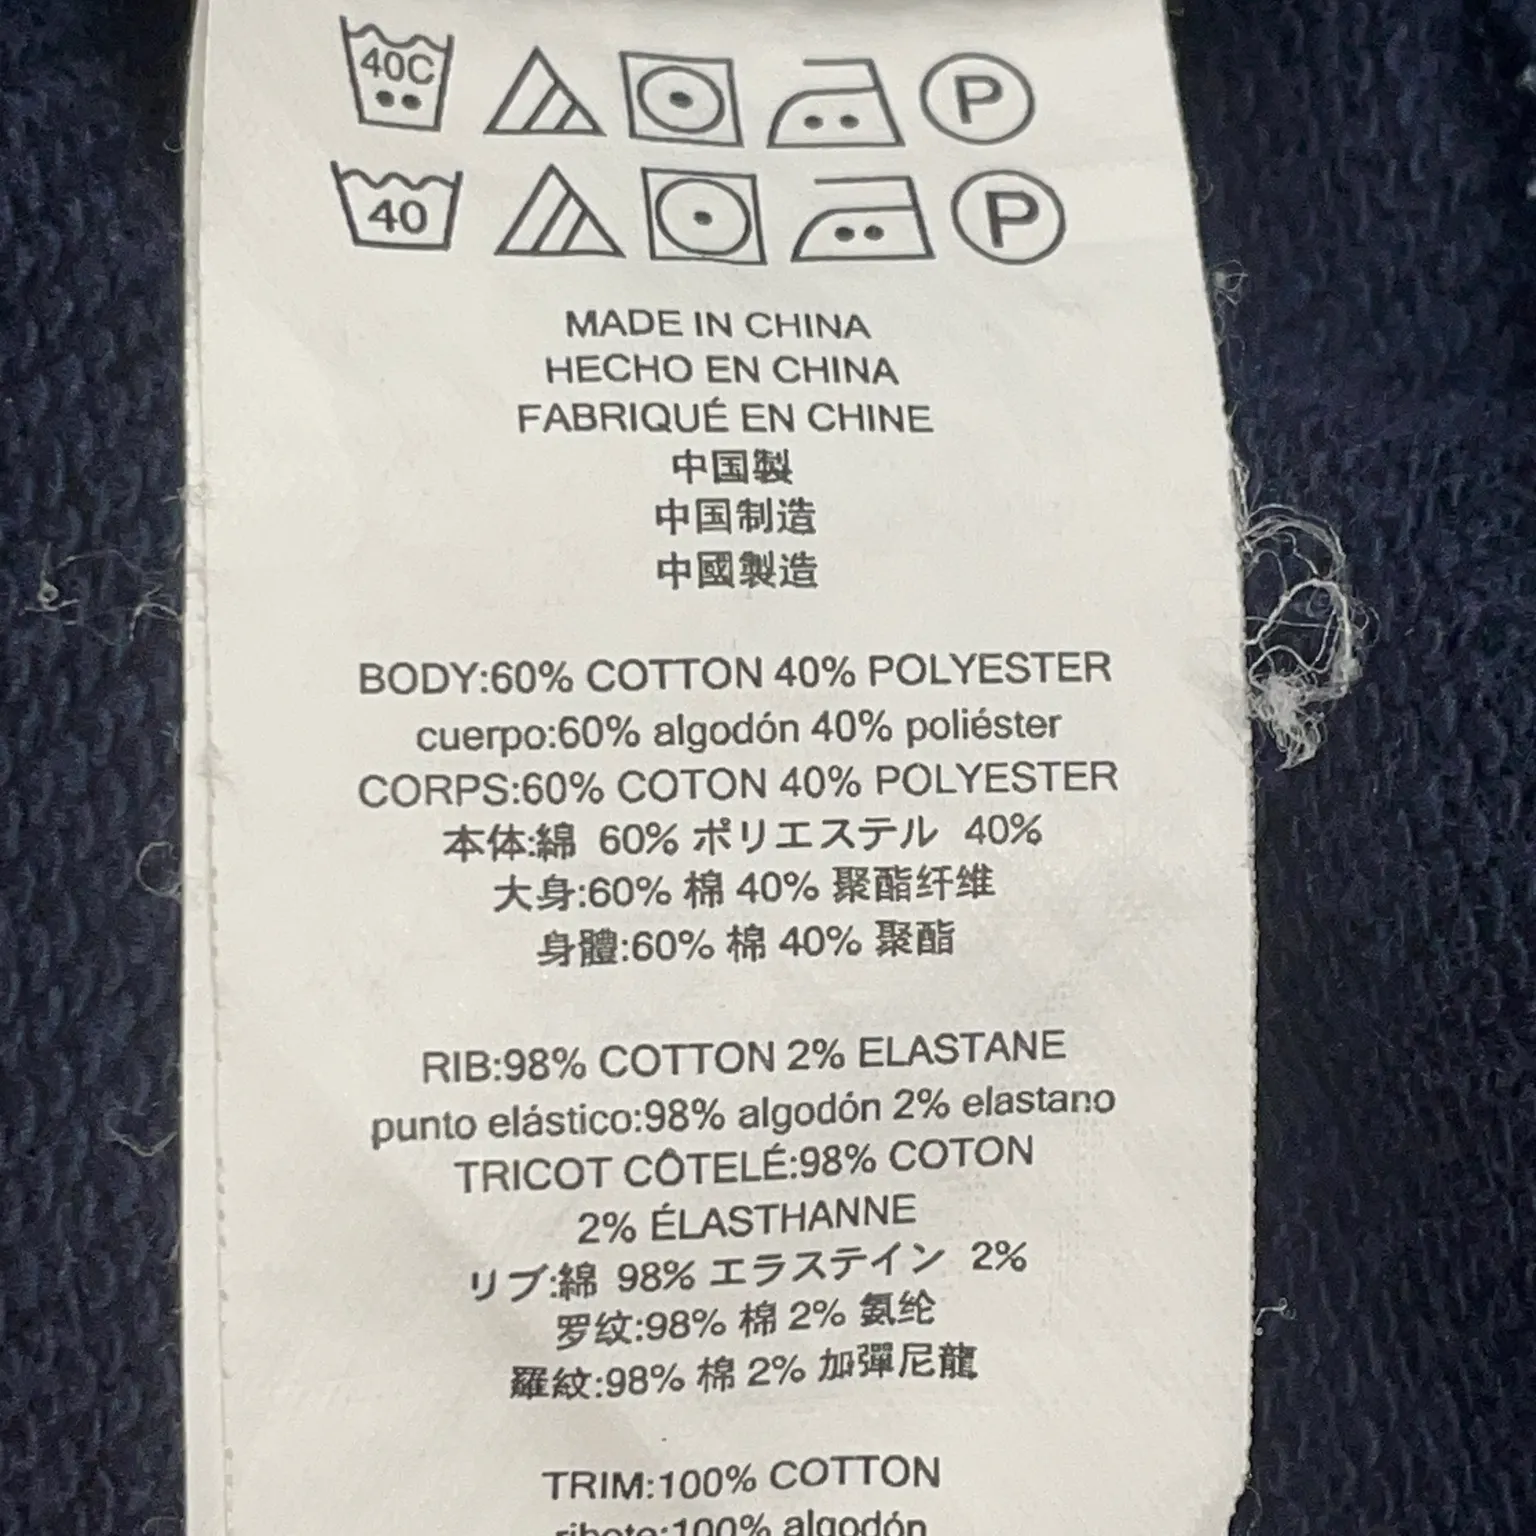 40C
P
40
P
MADE IN CHINA
HECHO EN CHINA
FABRIQUÉ EN CHINE
中国製
中国制造
中國製造
BODY:60% COTTON 40% POLYESTER
cuerpo:60% algodón 40% poliéster
CORPS:60% COTON 40% POLYESTER
本体:綿 60% ポリエステル 40%
大身:60% 棉 40% 聚酯纤维
身體:60% 棉 40% 聚酯
RIB:98% COTTON 2% ELASTANE
punto elástico:98% algodón 2% elastano
TRICOT CÔTELÉ:98% COTON
2% ÉLASTHANNE
リブ:綿 98% エラステイン 2%
罗纹:98% 棉 2% 氨纶
羅紋:98% 棉 2% 加彈尼龍
TRIM:100% COTTON
ribete:100% algodón